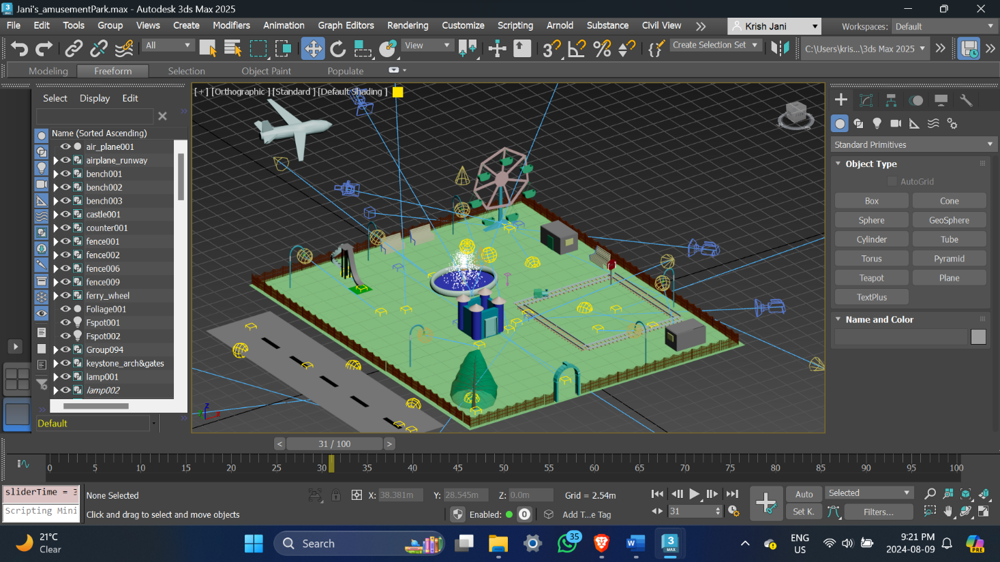 Jani's_amusementPark.max - Autodesk 3ds Max 2025
File Edit Tools Group Views Create Modifiers Animation Graph Editors Rendering Customize Scripting Arnold Substance Civil View Krish Jani Workspaces: Default
All View Create Selection Set C:\Users\kris...\3ds Max 2025
Modeling Freeform Selection Object Paint Populate
Select Display Edit
Name (Sorted Ascending)
air_plane001
airplane_runway
bench001
bench002
bench003
castle001
counter001
fence001
fence002
fence006
fence009
ferry_wheel
Foliage001
Fspot001
Fspot002
Group094
keystone_arch&gates
lamp001
lamp002
Default
[+] [Orthographic ] [Standard ] [Default Shading ]
Standard Primitives
Object Type
AutoGrid
Box Cone
Sphere GeoSphere
Cylinder Tube
Torus Pyramid
Teapot Plane
TextPlus
Name and Color
< 31 / 100 >
0 5 10 15 20 25 30 35 40 45 50 55 60 65 70 75 80 85 90 95 100
sliderTime = 3
Scripting Mini
None Selected
Click and drag to select and move objects
X: 38.381m Y: 28.545m Z: 0.0m Grid = 2.54m
Enabled: 0 Add T...e Tag
31
Auto Selected
Set K. Filters...
21°C
Clear
Search
35
3
MAX
ENG
US
9:21 PM
2024-08-09
PRE